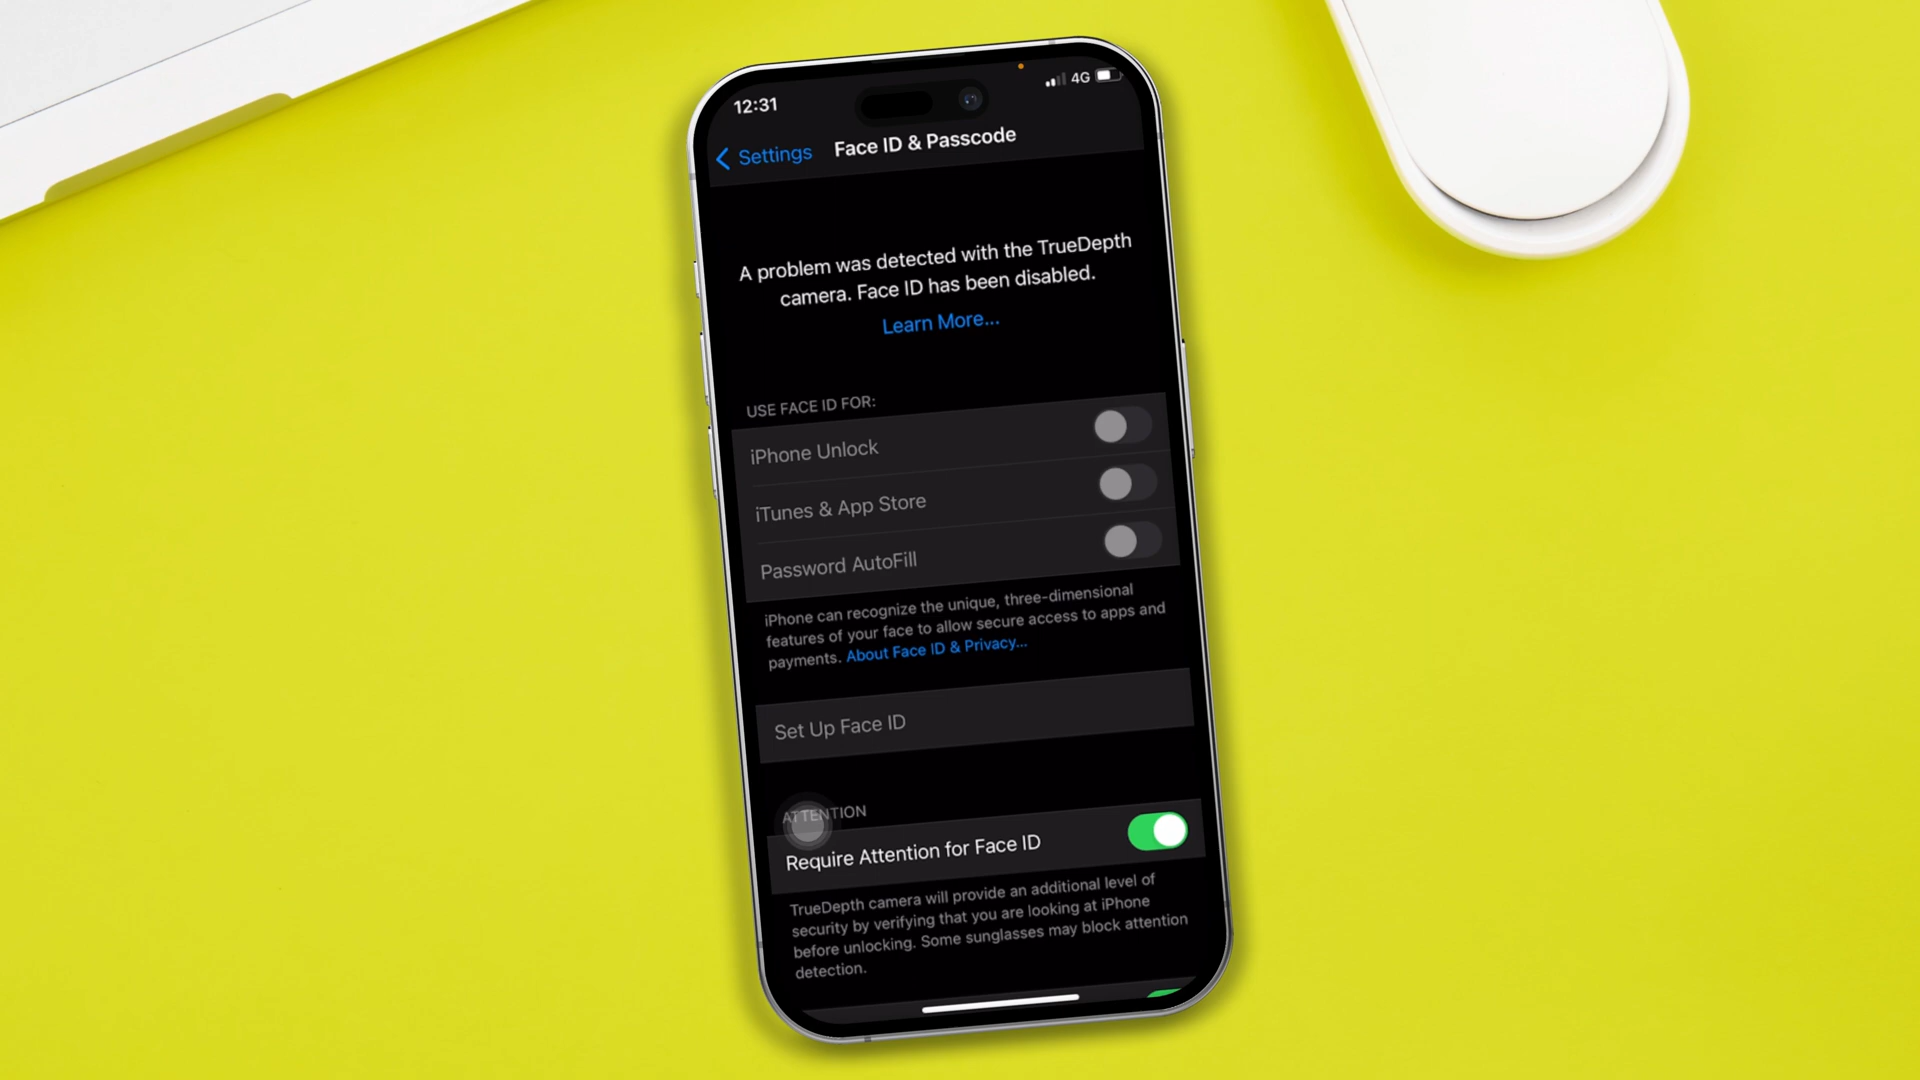 12:31
4G
Settings
Face ID & Passcode
A problem was detected with the TrueDepth
camera. Face ID has been disabled.
Learn More...
USE FACE ID FOR:
iPhone Unlock
iTunes & App Store
Password AutoFill
iPhone can recognize the unique, three-dimensional
features of your face to allow secure access to apps and
payments. About Face ID & Privacy...
Set Up Face ID
ATTENTION
Require Attention for Face ID
TrueDepth camera will provide an additional level of
security by verifying that you are looking at iPhone
before unlocking. Some sunglasses may block attention
detection.